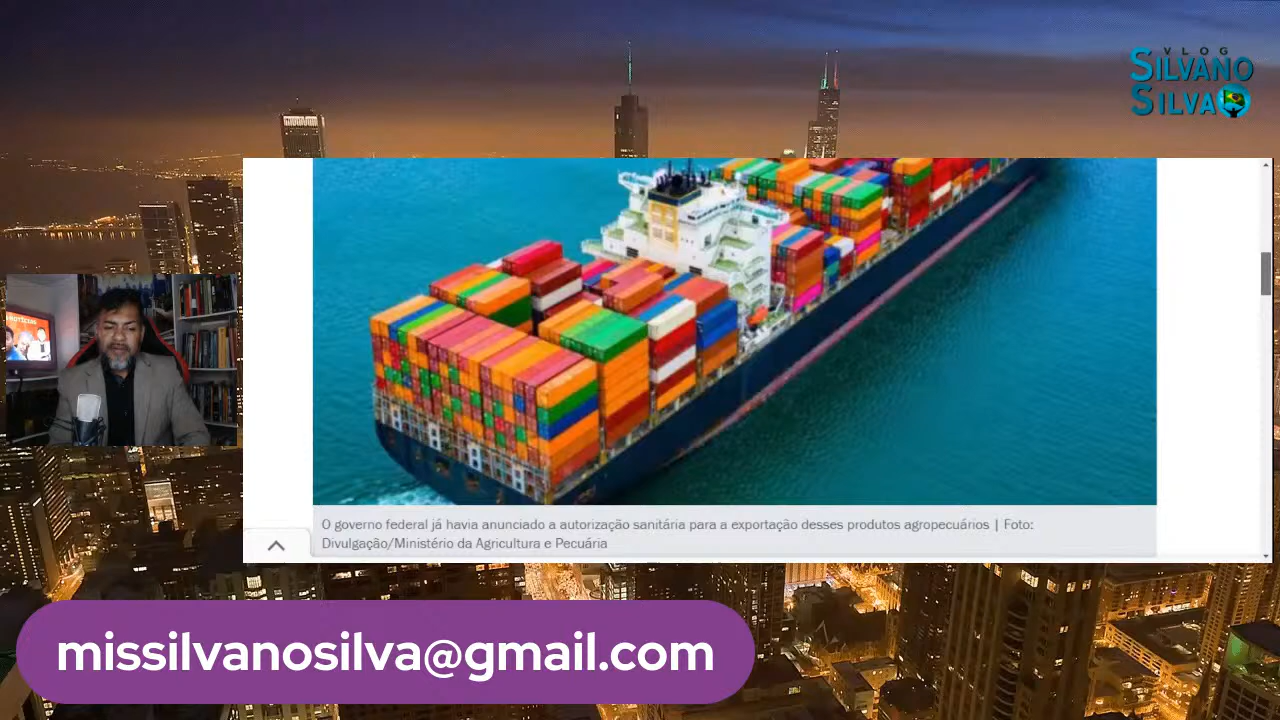 VLOG
SILVANO
SILVA
NOTÍCIAS
O governo federal já havia anunciado a autorização sanitária para a exportação desses produtos agropecuários | Foto:
Divulgação/Ministério da Agricultura e Pecuária
missilvanosilva@gmail.com